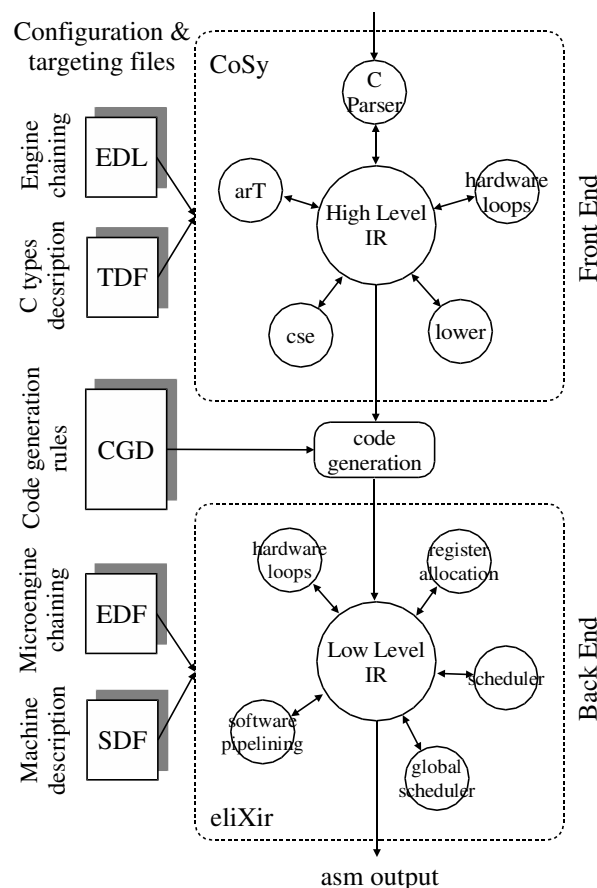 Configuration &
targeting files
CoSy
C
Parser
Engine
chaining
EDL
arT
High Level
IR
hardware
loops
Front End
C types
decsription
TDF
cse
lower
Code generation
rules
CGD
code
generation
Microengine
chaining
EDF
hardware
loops
register
allocation
Low Level
IR
scheduler
Back End
Machine
description
SDF
software
pipelining
global
scheduler
eliXir
asm output